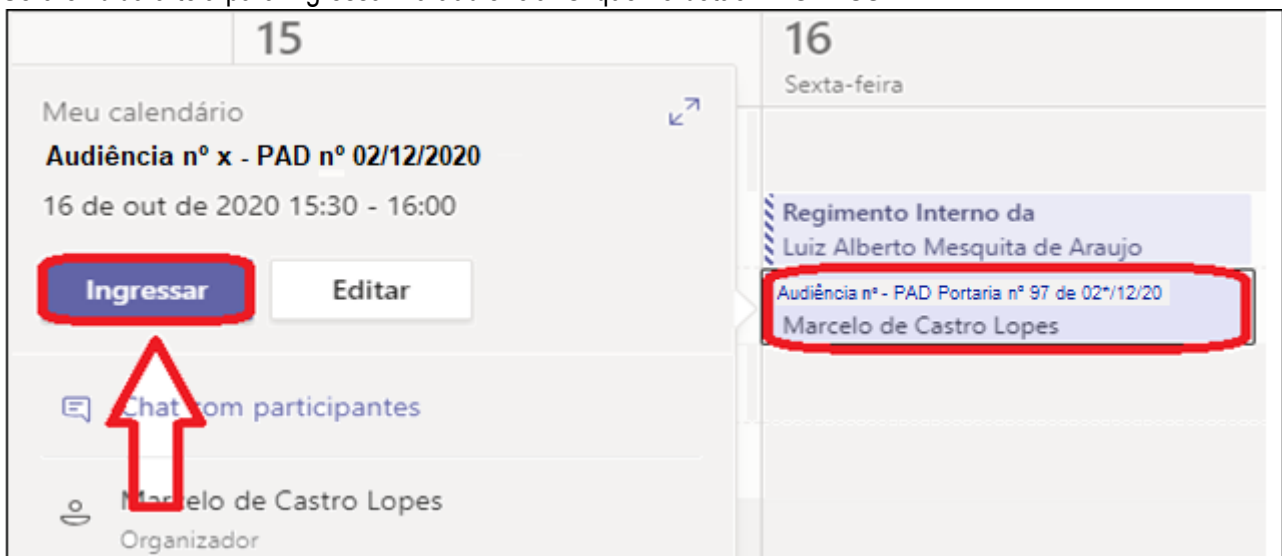 15
16
Sexta-feira
Meu calendário
Audiência nº x - PAD nº 02/12/2020
16 de out de 2020 15:30 - 16:00
Ingressar
Editar
Chat com participantes
Marcelo de Castro Lopes
Organizador
Regimento Interno da
Luiz Alberto Mesquita de Araujo
Audiência nº - PAD Portaria nº 97 de 02*/12/20
Marcelo de Castro Lopes